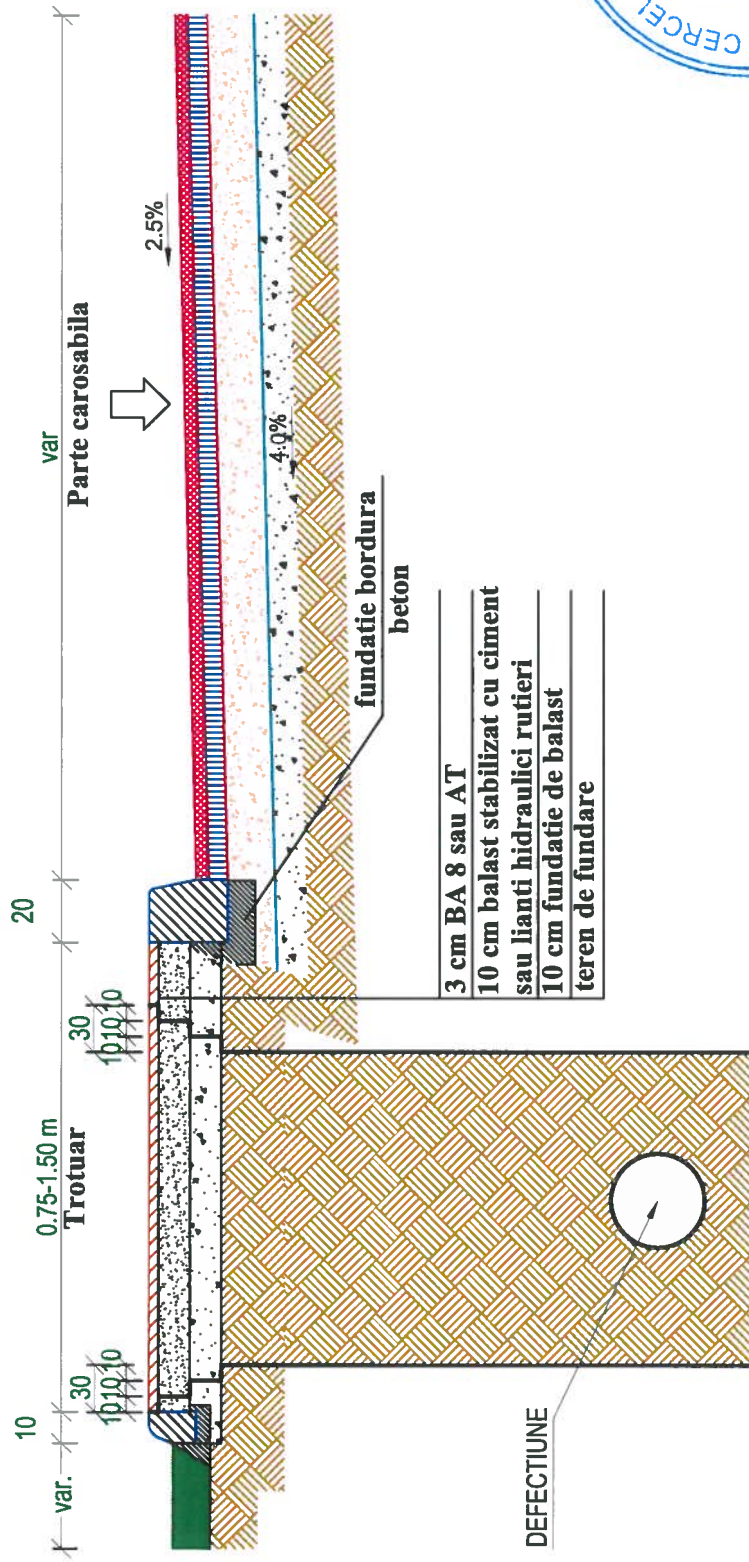 var.
10
0.75-1.50 m
20
var
Trotuar
Parte carosabila
30
30
10 10 10
10 10 10
2.5%
4.0%
fundatie bordura
beton
3 cm BA 8 sau AT
10 cm balast stabilizat cu ciment
sau lianti hidraulici rutieri
10 cm fundatie de balast
teren de fundare
DEFECTIUNE